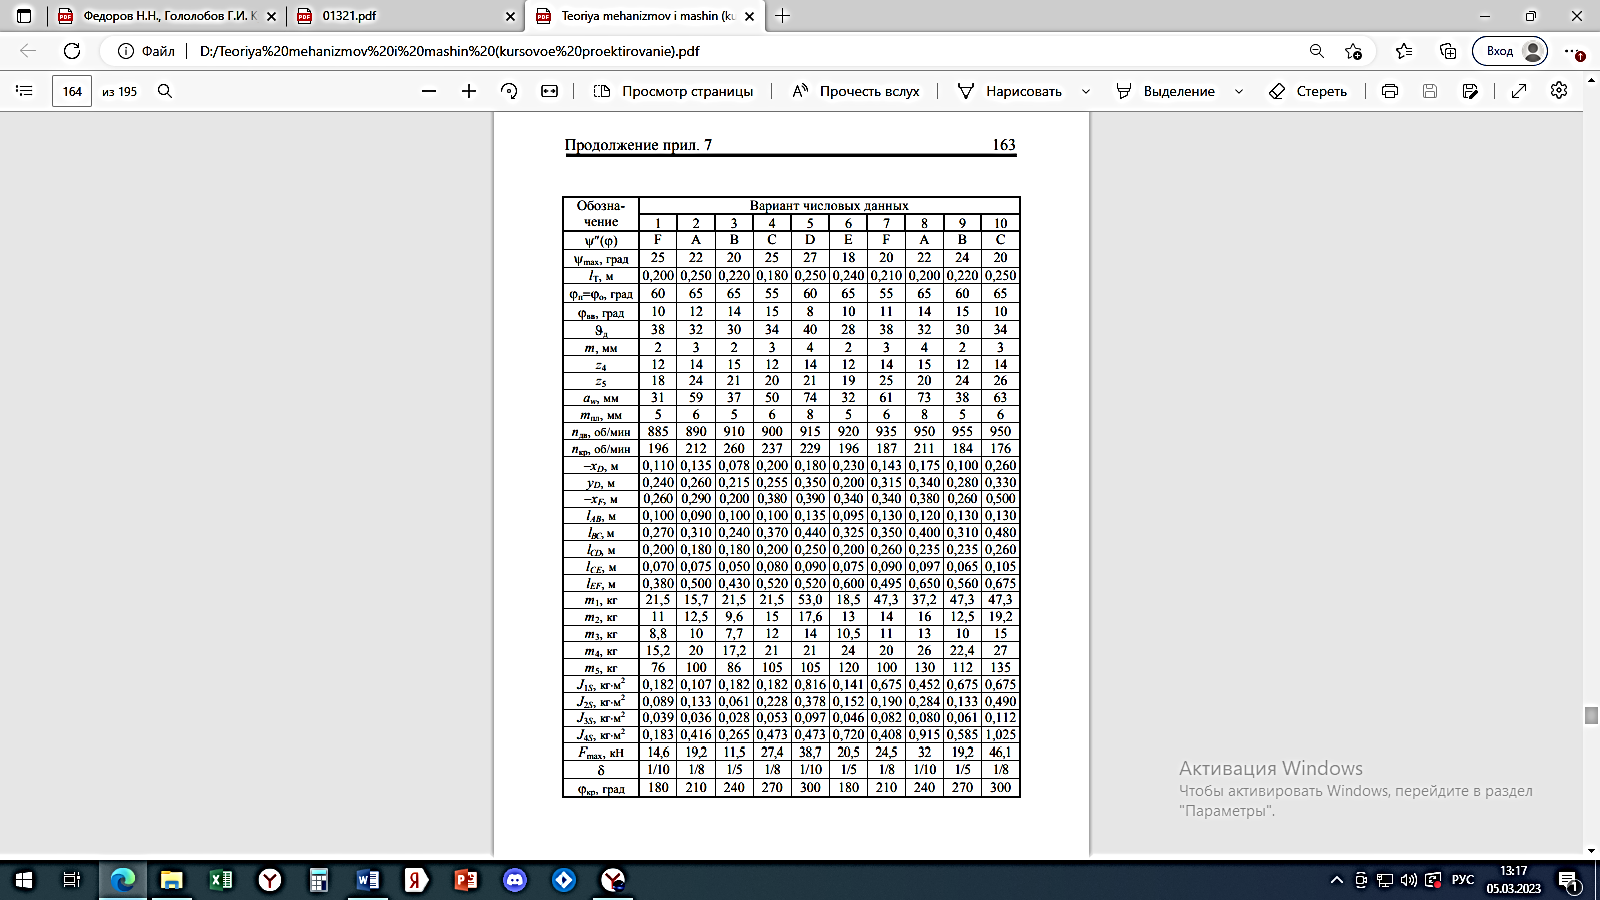 Федоров Н.Н., Гололобов Г.И. К
01321.pdf
Teoriya mehanizmov i mashin (ku
Файл
D:/Teoriya%20mehanizmov%20i%20mashin%20(kursovoe%20proektirovanie).pdf
Вход
164 из 195
Просмотр страницы
Прочесть вслух
Нарисовать
Выделение
Стереть
Продолжение прил. 7 163
Обозна-чение Вариант числовых данных
1 2 3 4 5 6 7 8 9 10
ψ″(φ) F A B C D E F A B C
ψmax, град 25 22 20 25 27 18 20 22 24 20
lT, м 0,200 0,250 0,220 0,180 0,250 0,240 0,210 0,200 0,220 0,250
φп=φо, град 60 65 65 55 60 65 55 65 60 65
φвв, град 10 12 14 15 8 10 11 14 15 10
ϑд 38 32 30 34 40 28 38 32 30 34
m, мм 2 3 2 3 4 2 3 4 2 3
z4 12 14 15 12 14 12 14 15 12 14
z5 18 24 21 20 21 19 25 20 24 26
aw, мм 31 59 37 50 74 32 61 73 38 63
mпл, мм 5 6 5 6 8 5 6 8 5 6
nдв, об/мин 885 890 910 900 915 920 935 950 955 950
nкр, об/мин 196 212 260 237 229 196 187 211 184 176
–xD, м 0,110 0,135 0,078 0,200 0,180 0,230 0,143 0,175 0,100 0,260
yD, м 0,240 0,260 0,215 0,255 0,350 0,200 0,315 0,340 0,280 0,330
–xF, м 0,260 0,290 0,200 0,380 0,390 0,340 0,340 0,380 0,260 0,500
lAB, м 0,100 0,090 0,100 0,100 0,135 0,095 0,130 0,120 0,130 0,130
lBC, м 0,270 0,310 0,240 0,370 0,440 0,325 0,350 0,400 0,310 0,480
lCD, м 0,200 0,180 0,180 0,200 0,250 0,200 0,260 0,235 0,235 0,260
lCE, м 0,070 0,075 0,050 0,080 0,090 0,075 0,090 0,097 0,065 0,105
lEF, м 0,380 0,500 0,430 0,520 0,520 0,600 0,495 0,650 0,560 0,675
m1, кг 21,5 15,7 21,5 21,5 53,0 18,5 47,3 37,2 47,3 47,3
m2, кг 11 12,5 9,6 15 17,6 13 14 16 12,5 19,2
m3, кг 8,8 10 7,7 12 14 10,5 11 13 10 15
m4, кг 15,2 20 17,2 21 21 24 20 26 22,4 27
m5, кг 76 100 86 105 105 120 100 130 112 135
J1S, кг·м² 0,182 0,107 0,182 0,182 0,816 0,141 0,675 0,452 0,675 0,675
J2S, кг·м² 0,089 0,133 0,061 0,228 0,378 0,152 0,190 0,284 0,133 0,490
J3S, кг·м² 0,039 0,036 0,028 0,053 0,097 0,046 0,082 0,080 0,061 0,112
J4S, кг·м² 0,183 0,416 0,265 0,473 0,473 0,720 0,408 0,915 0,585 1,025
Fmax, кН 14,6 19,2 11,5 27,4 38,7 20,5 24,5 32 19,2 46,1
δ 1/10 1/8 1/5 1/8 1/10 1/5 1/8 1/10 1/5 1/8
φкр, град 180 210 240 270 300 180 210 240 270 300
Активация Windows
Чтобы активировать Windows, перейдите в раздел
"Параметры".
РУС
13:17
05.03.2023